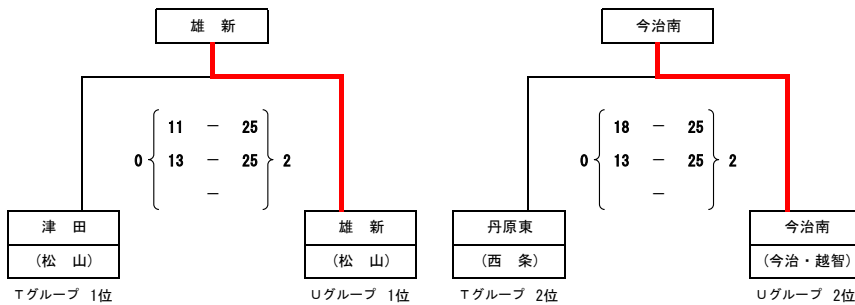 雄　新　今治南
11　－　25　18　－　25
0　13　－　25　2　0　13　－　25　2
－　－
津　田　雄　新　丹原東　今治南
（松　山）　（松　山）　（西　条）　（今治・越智）
Ｔグループ 1位　Ｕグループ 1位　Ｔグループ 2位　Ｕグループ 2位